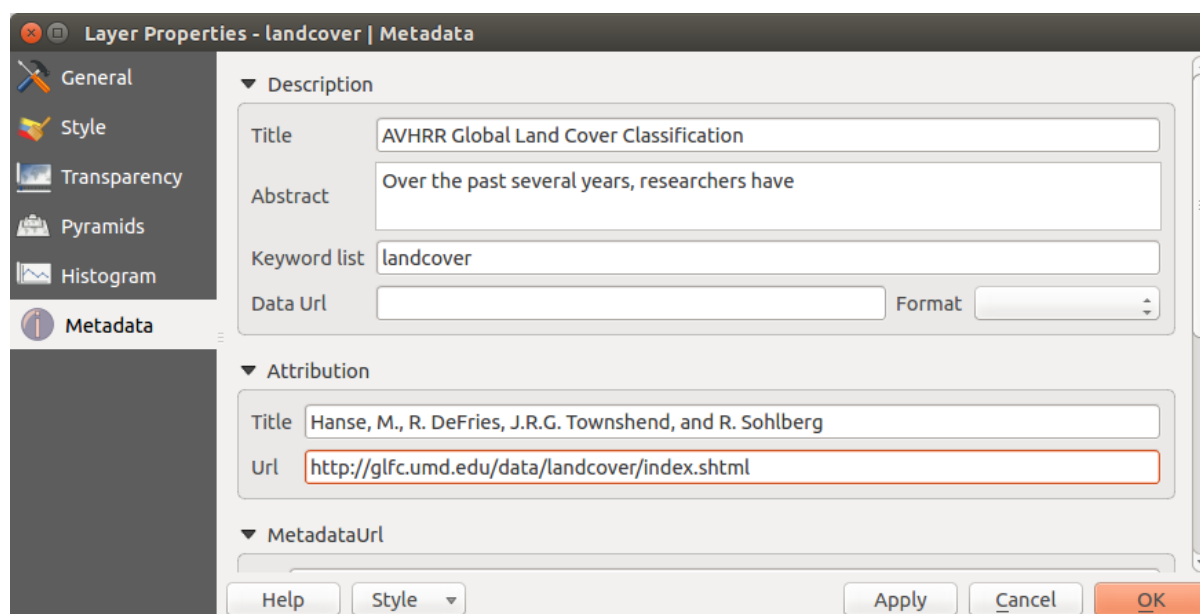 Layer Properties - landcover | Metadata
General
Style
Transparency
Pyramids
Histogram
Metadata
Description
Title AVHRR Global Land Cover Classification
Abstract Over the past several years, researchers have
Keyword list landcover
Data Url Format
Attribution
Title Hanse, M., R. DeFries, J.R.G. Townshend, and R. Sohlberg
Url http://glfc.umd.edu/data/landcover/index.shtml
MetadataUrl
Help Style Apply Cancel OK